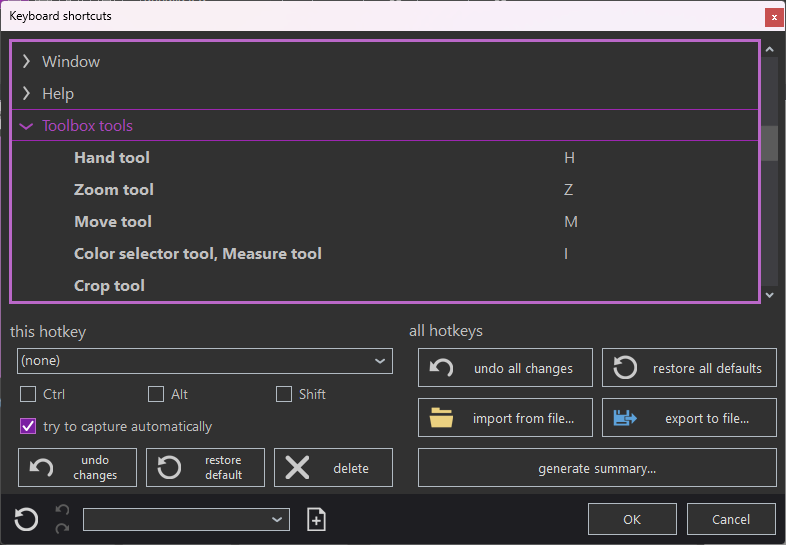 Keyboard shortcuts
x
Window
Help
Toolbox tools
Hand tool H
Zoom tool Z
Move tool M
Color selector tool, Measure tool I
Crop tool
this hotkey
all hotkeys
(none)
undo all changes
restore all defaults
Ctrl
Alt
Shift
import from file...
export to file...
try to capture automatically
undo
changes
restore
default
delete
generate summary...
OK
Cancel